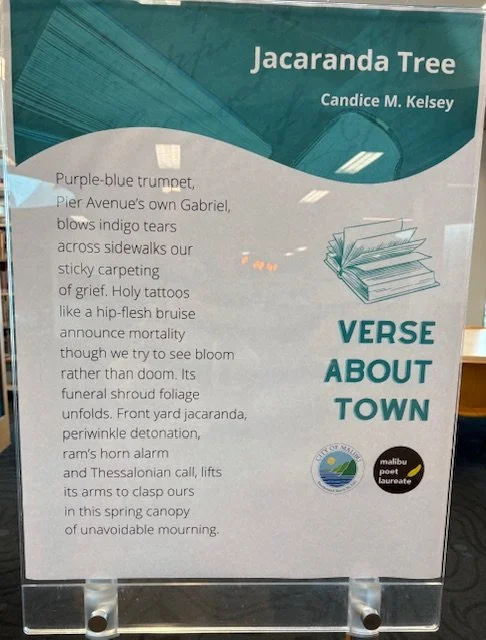 Jacaranda Tree
Candice M. Kelsey
Purple-blue trumpet,
Pier Avenue's own Gabriel,
blows indigo tears
across sidewalks our
sticky carpeting
of grief. Holy tattoos
like a hip-flesh bruise
announce mortality
though we try to see bloom
rather than doom. Its
funeral shroud foliage
unfolds. Front yard jacaranda,
periwinkle detonation,
ram's horn alarm
and Thessalonian call, lifts
its arms to clasp ours
in this spring canopy
of unavoidable mourning.
VERSE
ABOUT
TOWN
CITY OF MALIBU
malibu
poet
laureate